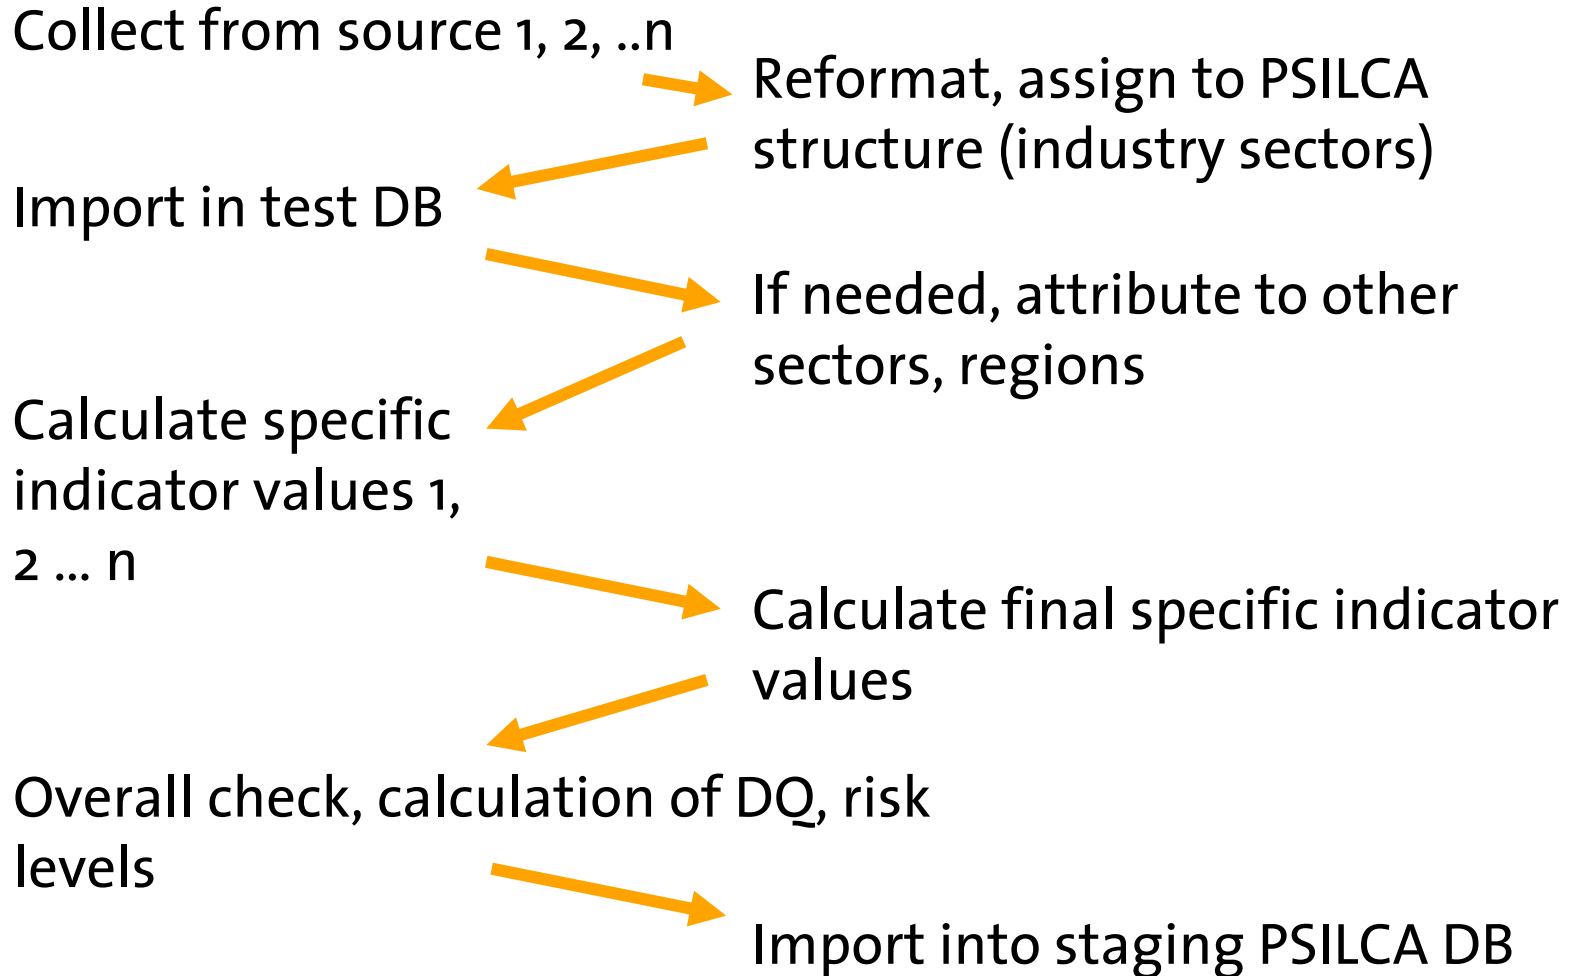 Collect from source 1, 2, ..n
Reformat, assign to PSILCA
structure (industry sectors)
Import in test DB
If needed, attribute to other
sectors, regions
Calculate specific
indicator values 1,
2 ... n
Calculate final specific indicator
values
Overall check, calculation of DQ, risk
levels
Import into staging PSILCA DB